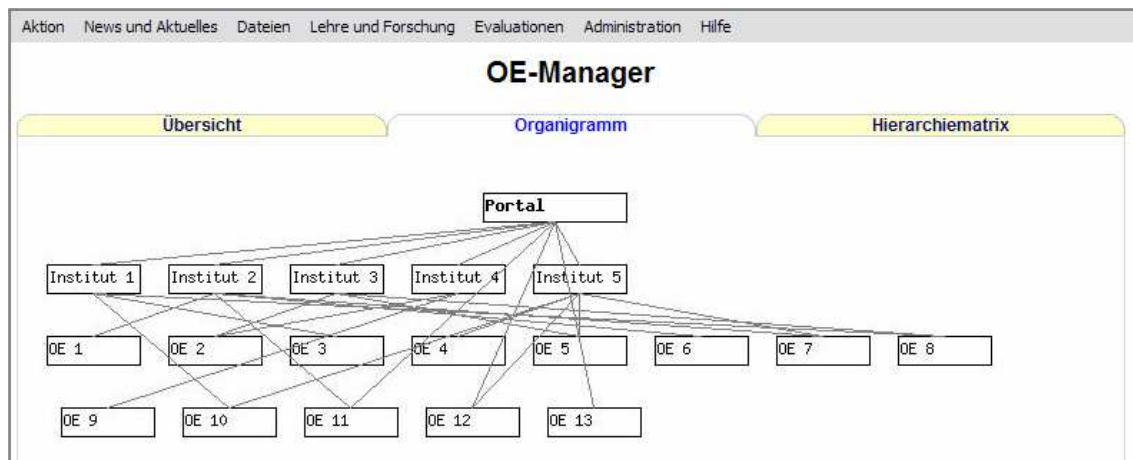 Aktion News und Aktuelles Dateien Lehre und Forschung Evaluationen Administration Hilfe
OE-Manager
Übersicht Organigramm Hierarchiematrix
Portal
Institut 1 Institut 2 Institut 3 Institut 4 Institut 5
OE 1 OE 2 OE 3 OE 4 OE 5 OE 6 OE 7 OE 8
OE 9 OE 10 OE 11 OE 12 OE 13